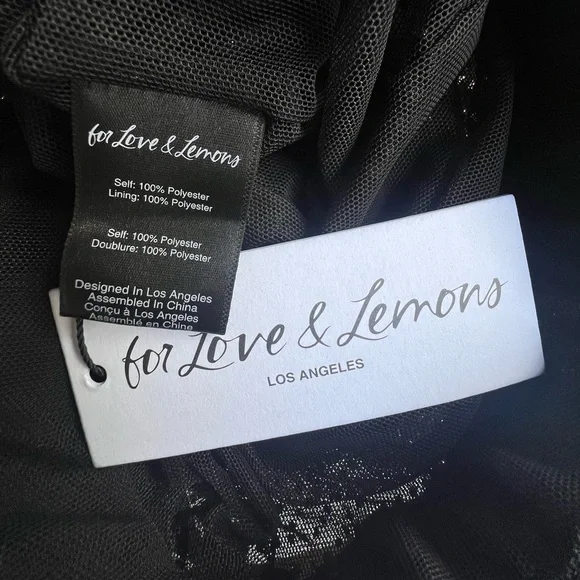 for Love & Lemons
Self: 100% Polyester
Lining: 100% Polyester
Self: 100% Polyester
Doublure: 100% Polyester
Designed In Los Angeles
Assembled In China
Conçu à Los Angeles
Assemblé en Chine
for Love & Lemons
LOS ANGELES